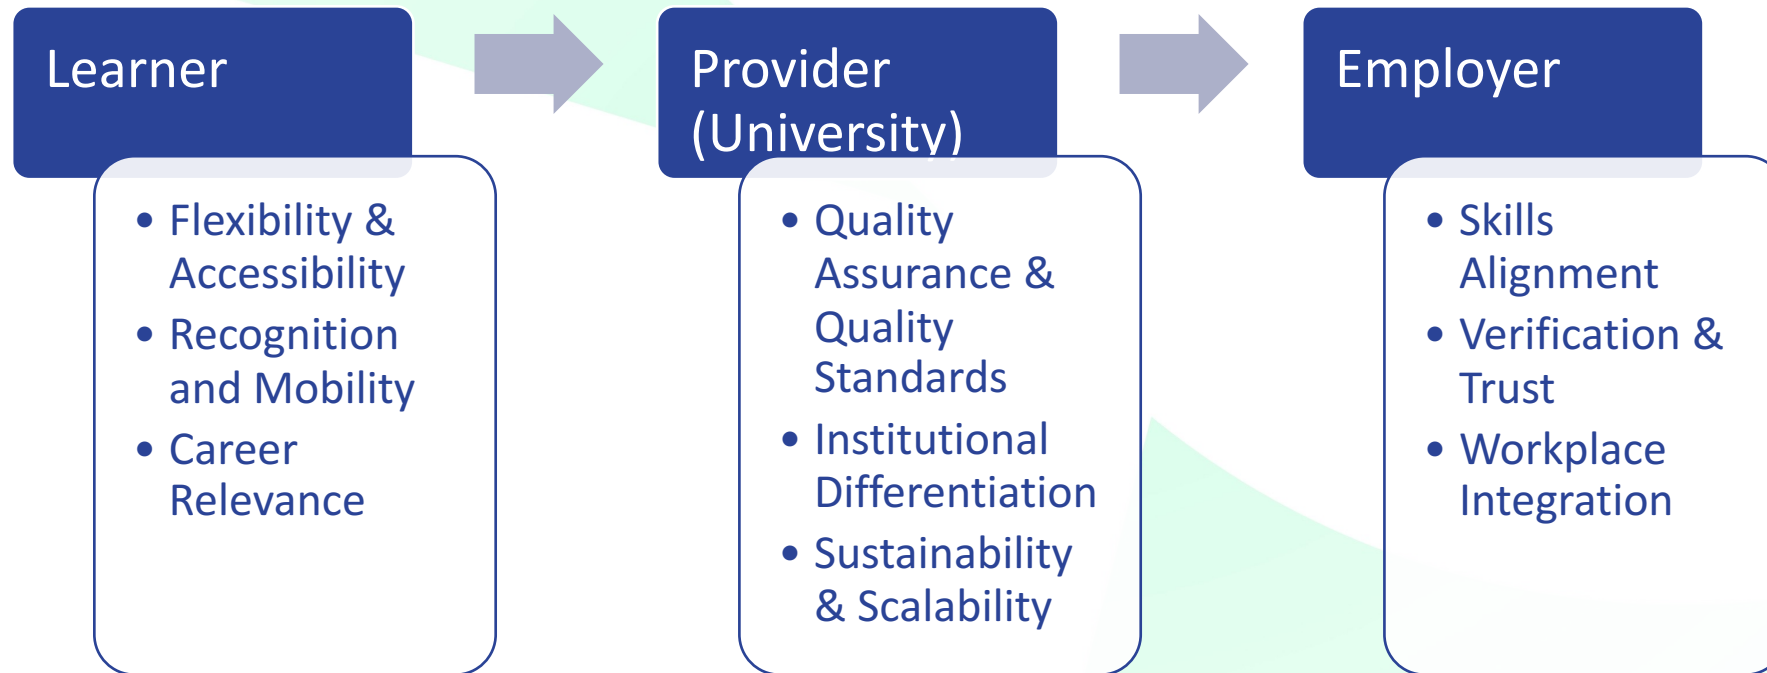 Learner
• Flexibility &
Accessibility
• Recognition
and Mobility
• Career
Relevance
Provider
(University)
• Quality
Assurance &
Quality
Standards
• Institutional
Differentiation
• Sustainability
& Scalability
Employer
• Skills
Alignment
• Verification &
Trust
• Workplace
Integration